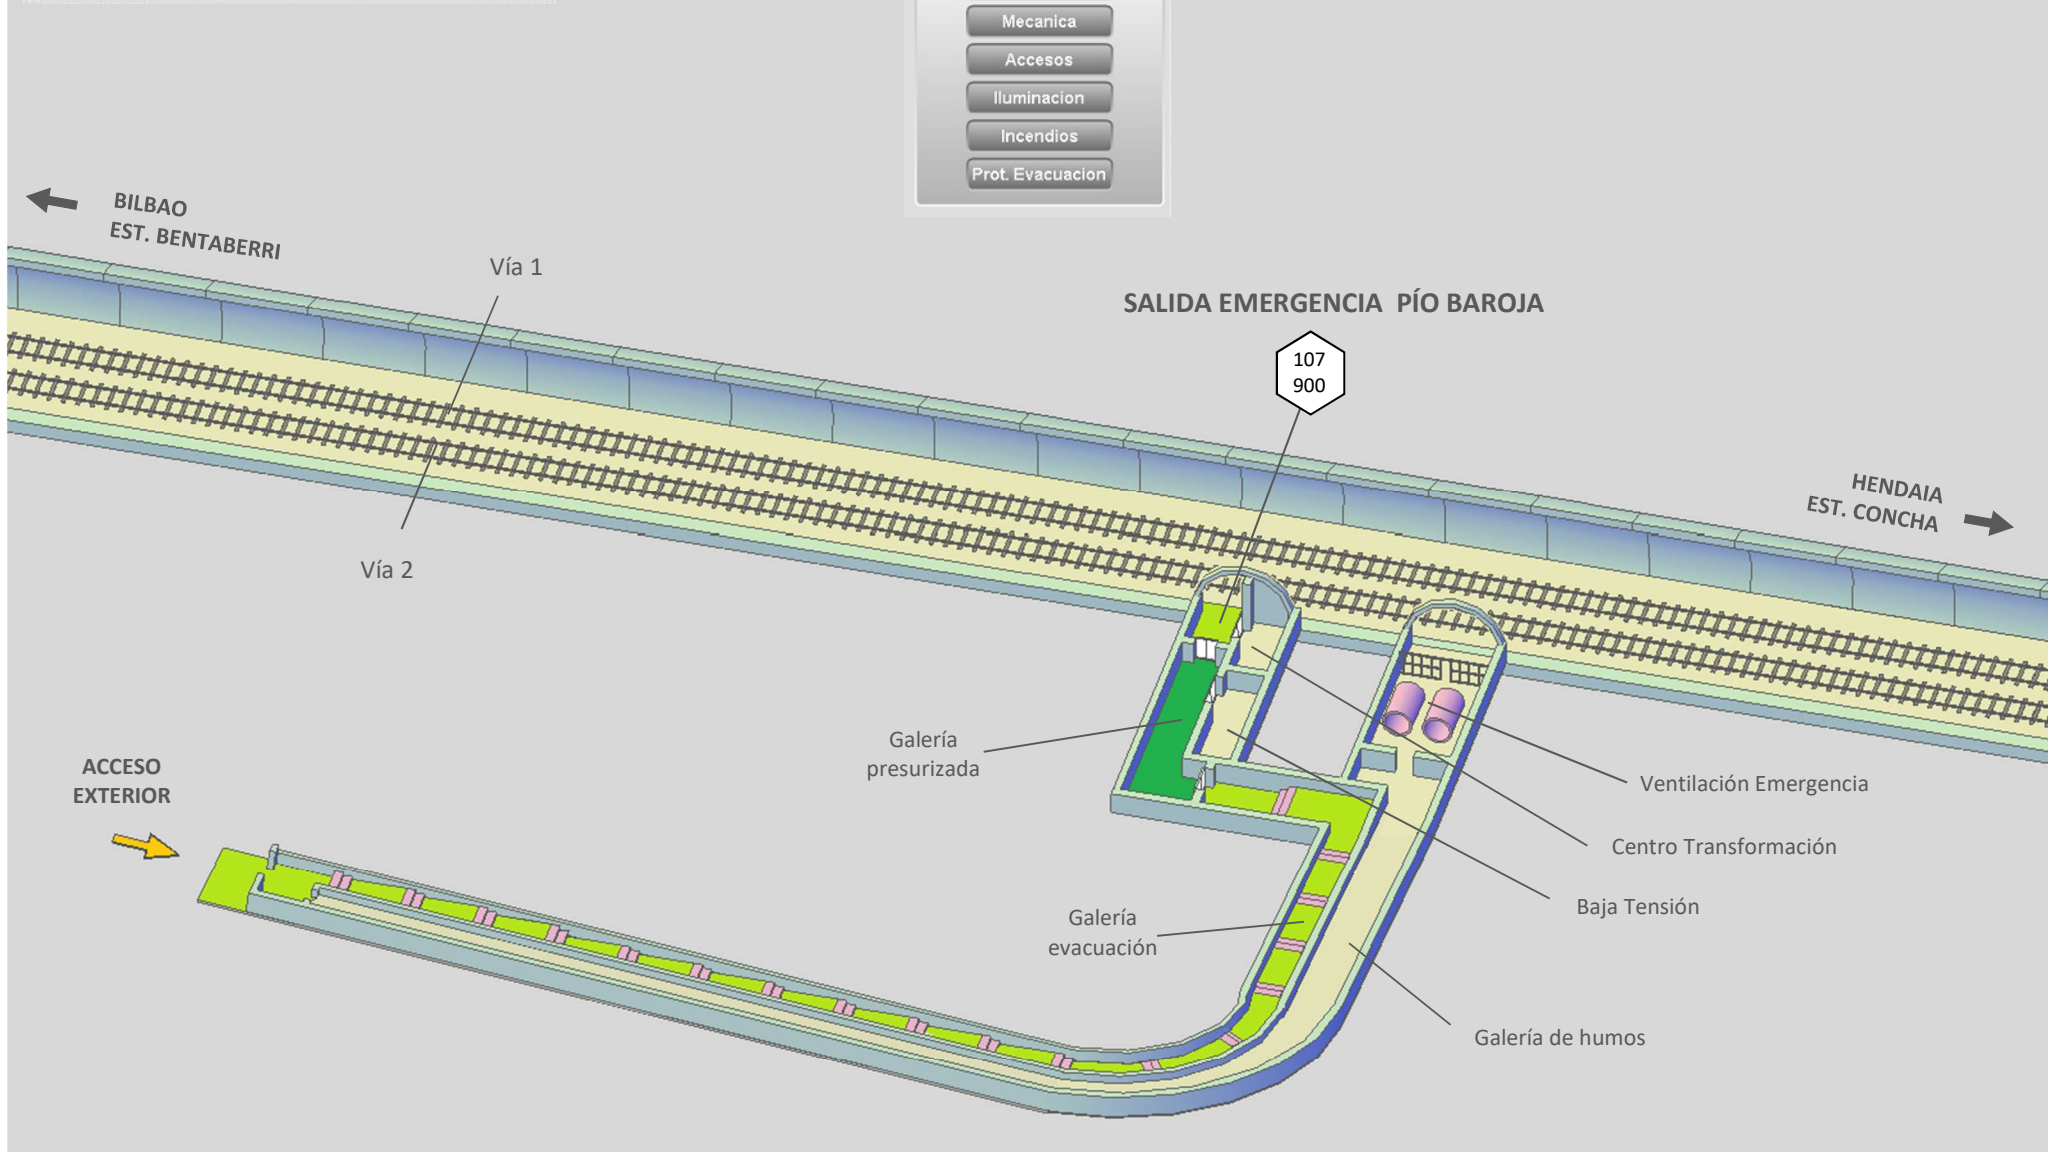 Mecanica
Accesos
Iluminacion
Incendios
Prot. Evacuacion
BILBAO
EST. BENTABERRI
Vía 1
SALIDA EMERGENCIA PÍO BAROJA
107
900
HENDAIA
EST. CONCHA
Vía 2
Galería
presurizada
ACCESO
EXTERIOR
Ventilación Emergencia
Centro Transformación
Baja Tensión
Galería
evacuación
Galería de humos